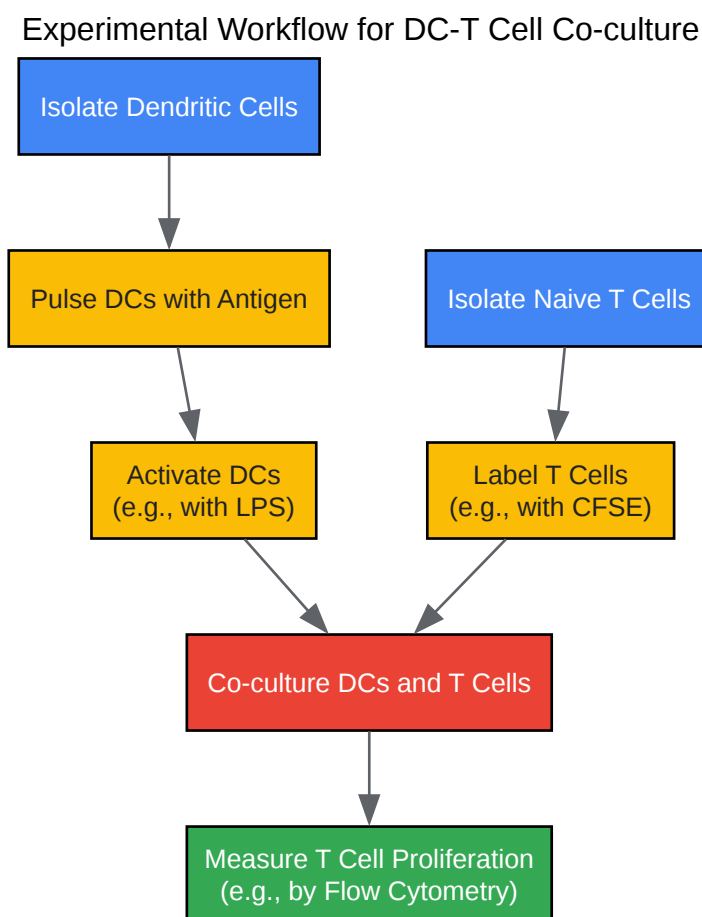 Experimental Workflow for DC-T Cell Co-culture
Isolate Dendritic Cells
Pulse DCs with Antigen
Isolate Naive T Cells
Activate DCs
(e.g., with LPS)
Label T Cells
(e.g., with CFSE)
Co-culture DCs and T Cells
Measure T Cell Proliferation
(e.g., by Flow Cytometry)